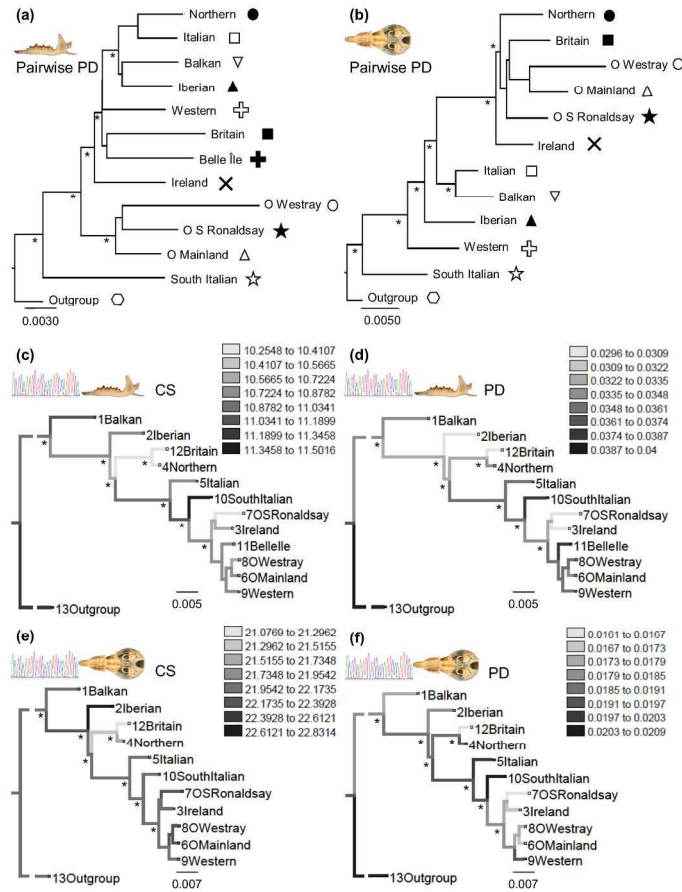 (a)
Pairwise PD
Northern
Italian
Balkan
Iberian
Western
Britain
Belle Île
Ireland
O Westray
O S Ronaldsay
O Mainland
South Italian
Outgroup
0.0030
(b)
Pairwise PD
Northern
Britain
O Westray
O Mainland
O S Ronaldsay
Ireland
Italian
Balkan
Iberian
Western
South Italian
Outgroup
0.0050
(c)
CS
10.2548 to 10.4107
10.4107 to 10.5665
10.5665 to 10.7224
10.7224 to 10.8782
10.8782 to 11.0341
11.0341 to 11.1899
11.1899 to 11.3458
11.3458 to 11.5016
1Balkan
2Iberian
12Britain
4Northern
5Italian
10SouthItalian
7OSRonaldsay
3Ireland
11BelleIle
8OWestray
6OMainland
9Western
13Outgroup
0.005
(d)
PD
0.0296 to 0.0309
0.0309 to 0.0322
0.0322 to 0.0335
0.0335 to 0.0348
0.0348 to 0.0361
0.0361 to 0.0374
0.0374 to 0.0387
0.0387 to 0.04
1Balkan
2Iberian
12Britain
4Northern
5Italian
10SouthItalian
7OSRonaldsay
3Ireland
11BelleIle
8OWestray
6OMainland
9Western
13Outgroup
0.005
(e)
CS
21.0769 to 21.2962
21.2962 to 21.5155
21.5155 to 21.7348
21.7348 to 21.9542
21.9542 to 22.1735
22.1735 to 22.3928
22.3928 to 22.6121
22.6121 to 22.8314
1Balkan
2Iberian
12Britain
4Northern
5Italian
10SouthItalian
7OSRonaldsay
3Ireland
8OWestray
6OMainland
9Western
13Outgroup
0.007
(f)
PD
0.0161 to 0.0167
0.0167 to 0.0173
0.0173 to 0.0179
0.0179 to 0.0185
0.0185 to 0.0191
0.0191 to 0.0197
0.0197 to 0.0203
0.0203 to 0.0209
1Balkan
2Iberian
12Britain
4Northern
5Italian
10SouthItalian
7OSRonaldsay
3Ireland
8OWestray
6OMainland
9Western
13Outgroup
0.007